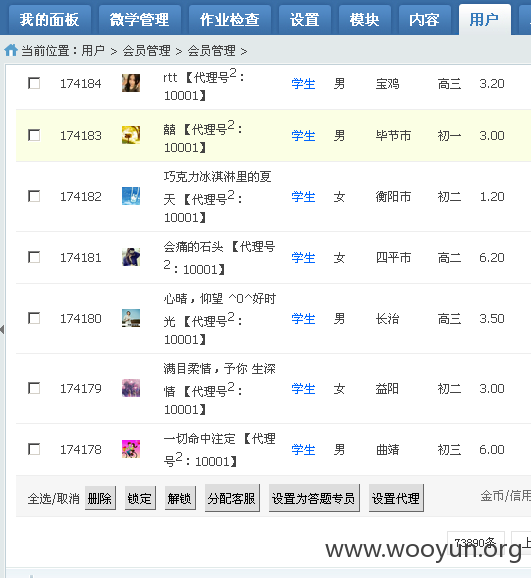 我的面板 微学管理 作业检查 设置 模块 内容 用户
当前位置：用户 > 会员管理 > 会员管理 >
174184 rtt 【代理号2： 学生 男 宝鸡 高三 3.20
10001】
174183 囍 【代理号2： 学生 男 毕节市 初一 3.00
10001】
巧克力冰淇淋里的夏
174182 天 【代理号2： 学生 女 衡阳市 初二 1.20
10001】
174181 会痛的石头 【代理号 学生 女 四平市 高二 6.20
2：10001】
心晴，仰望 ^0^好时
174180 光 【代理号2： 学生 男 长治 高三 3.50
10001】
满目柔情，予你 生深
174179 情 【代理号2： 学生 女 益阳 初二 3.00
10001】
174178 一切命中注定 【代理 学生 男 曲靖 初三 6.00
号2：10001】
全选/取消 删除 锁定 解锁 分配客服 设置为答题专员 设置代理 金币/信用
73890条 上
www.wooyun.org